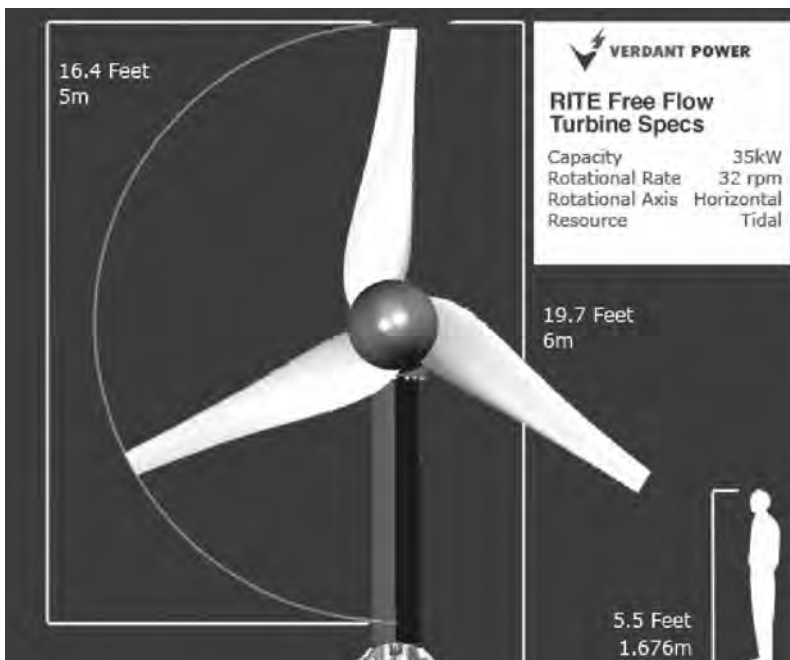 16.4 Feet
5m
VERDANT POWER
RITE Free Flow
Turbine Specs
Capacity 35kW
Rotational Rate 32 rpm
Rotational Axis Horizontal
Resource Tidal
19.7 Feet
6m
5.5 Feet
1.676m